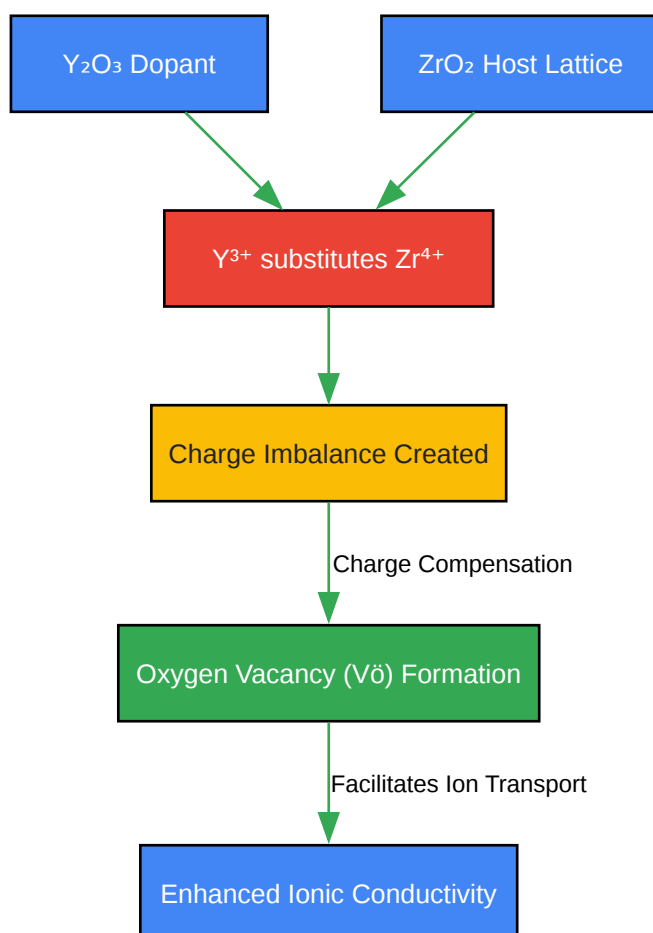 Y₂O₃ Dopant
ZrO₂ Host Lattice
Y³⁺ substitutes Zr⁴⁺
Charge Imbalance Created
Charge Compensation
Oxygen Vacancy (Vö) Formation
Facilitates Ion Transport
Enhanced Ionic Conductivity